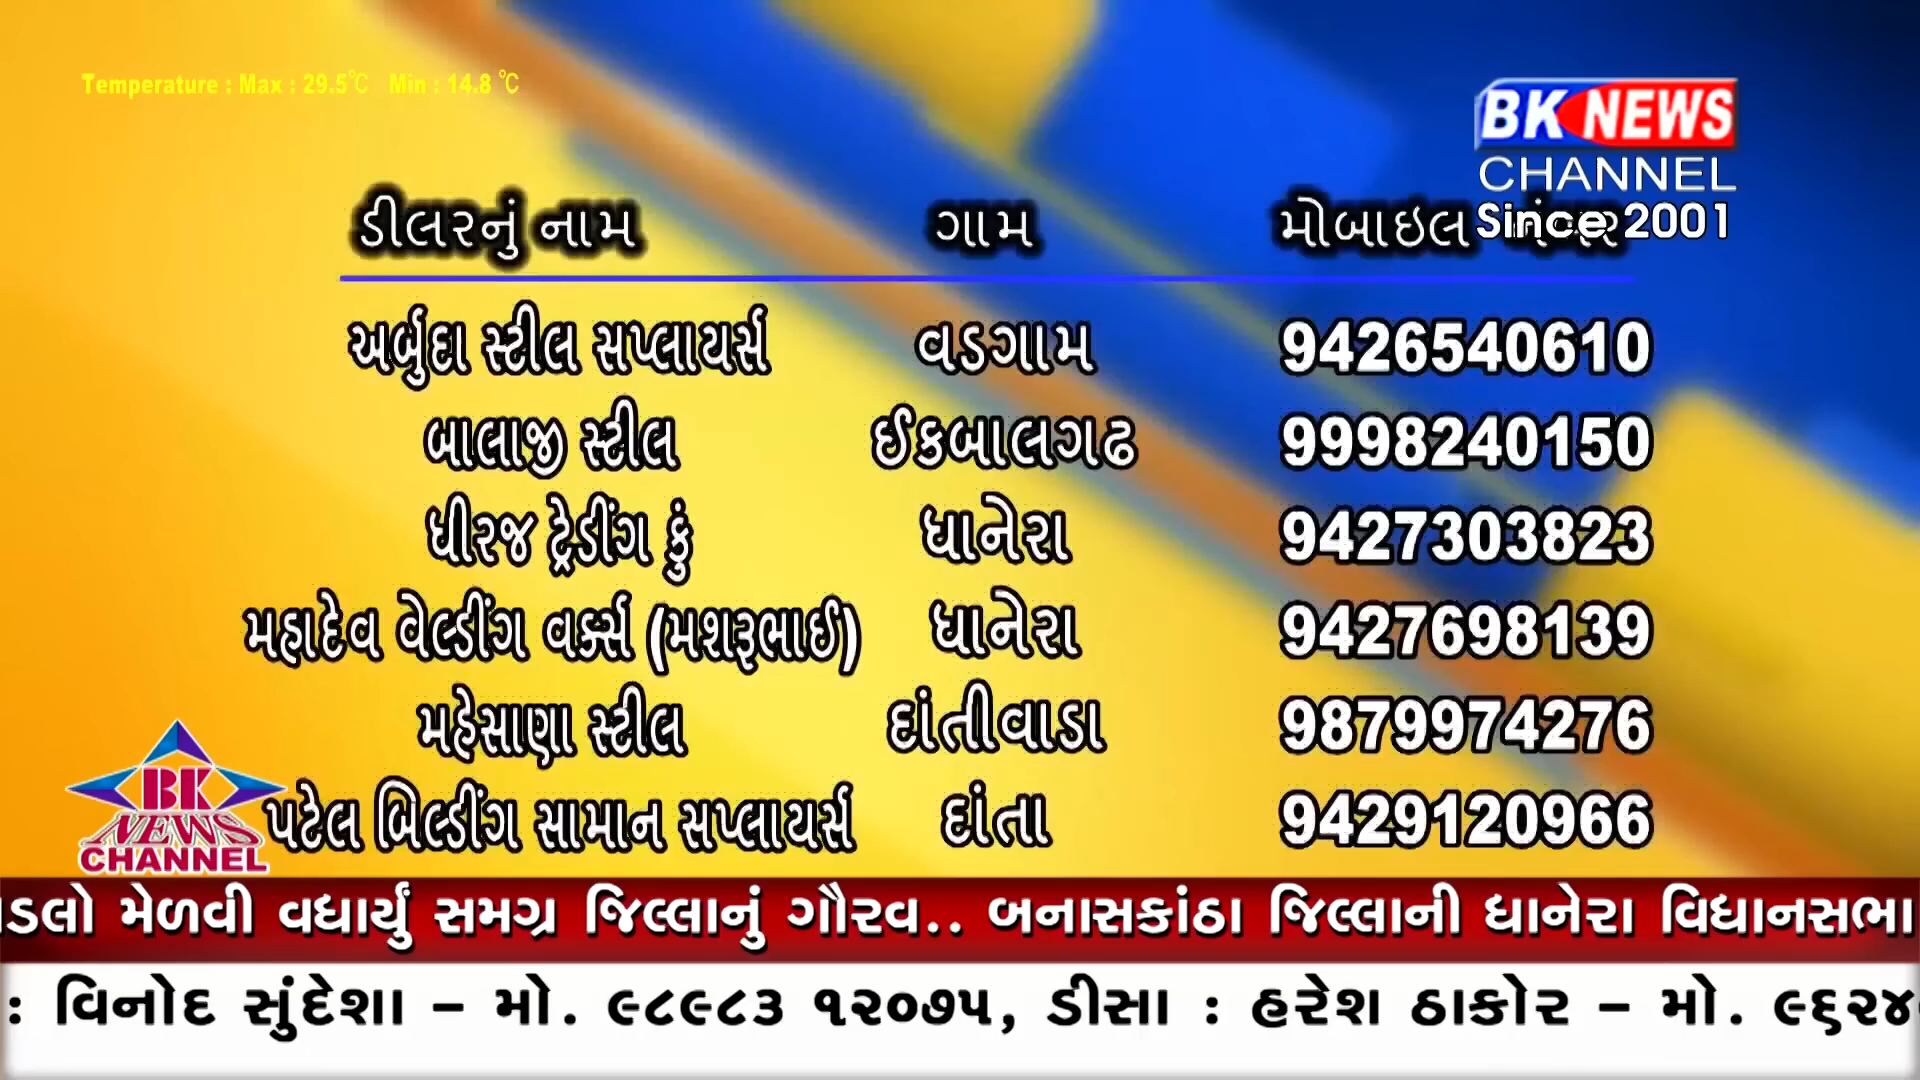 Temperature : Max : 29.5℃ Min : 14.8 ℃
BK NEWS
CHANNEL
Since 2001
ડીલરનું નામ ગામ મોબાઇલ
અર્બુદા સ્ટીલ સપ્લાયર્સ વડગામ 9426540610
બાલાજી સ્ટીલ ઈકબાલગઢ 9998240150
ધીરજ ટ્રેડીંગ કું ધાનેરા 9427303823
મહાદેવ વેલ્ડીંગ વર્ક્સ (મશરૂભાઈ) ધાનેરા 9427698139
મહેસાણા સ્ટીલ દાંતીવાડા 9879974276
પટેલ બિલ્ડીંગ સામાન સપ્લાયર્સ દાંતા 9429120966
BK
NEWS
CHANNEL
ડલો મેળવી વધાર્યું સમગ્ર જિલ્લાનું ગૌરવ.. બનાસકાંઠા જિલ્લાની ધાનેરા વિધાનસભા
: વિનોદ સુંદેશા – મો. ૯૮૯૮૩ ૧૨૦૭૫, ડીસા : હરેશ ઠાકોર – મો. ૯૬૨૪